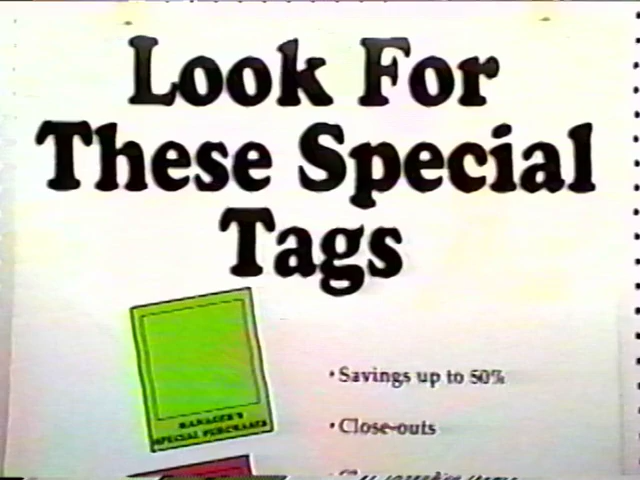 Look For
These Special
Tags
MANAGER'S
SPECIAL PURCHASES
• Savings up to 50%
• Close-outs